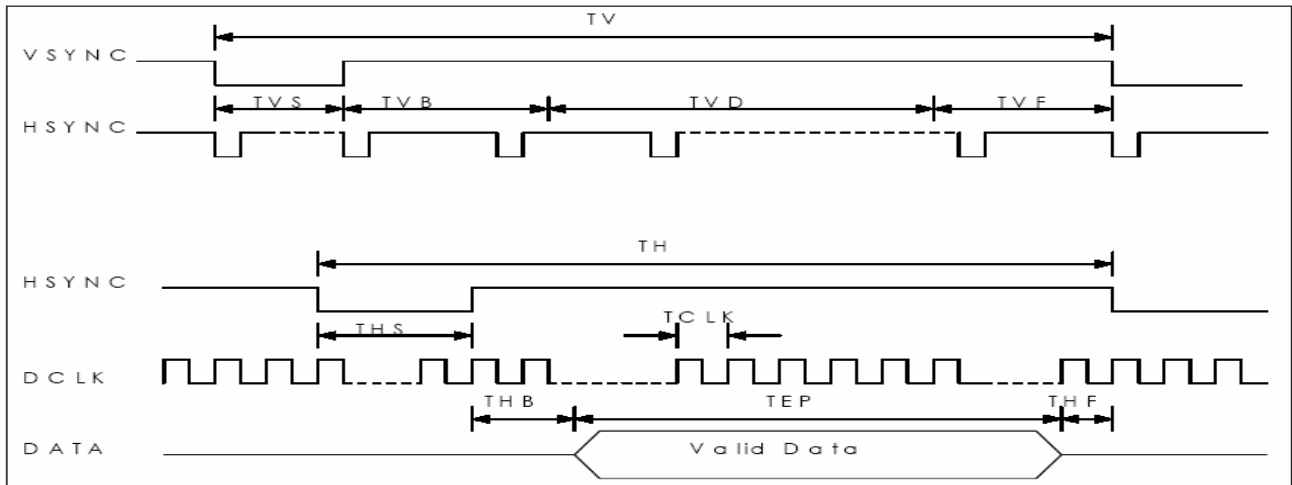 TV
VSYNC
TVS TVB TVD TVF
HSYNC
TH
HSYNC
TCLK
THS
DCLK
THB TEP THF
DATA Valid Data